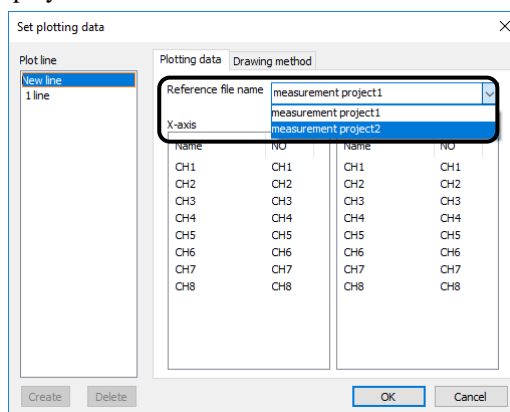 Set plotting data
Plot line
New line
1 line
Plotting data Drawing method
Reference file name measurement project1
measurement project1
measurement project2
X-axis
Name NO Name NO
CH1 CH1 CH1 CH1
CH2 CH2 CH2 CH2
CH3 CH3 CH3 CH3
CH4 CH4 CH4 CH4
CH5 CH5 CH5 CH5
CH6 CH6 CH6 CH6
CH7 CH7 CH7 CH7
CH8 CH8 CH8 CH8
Create Delete OK Cancel